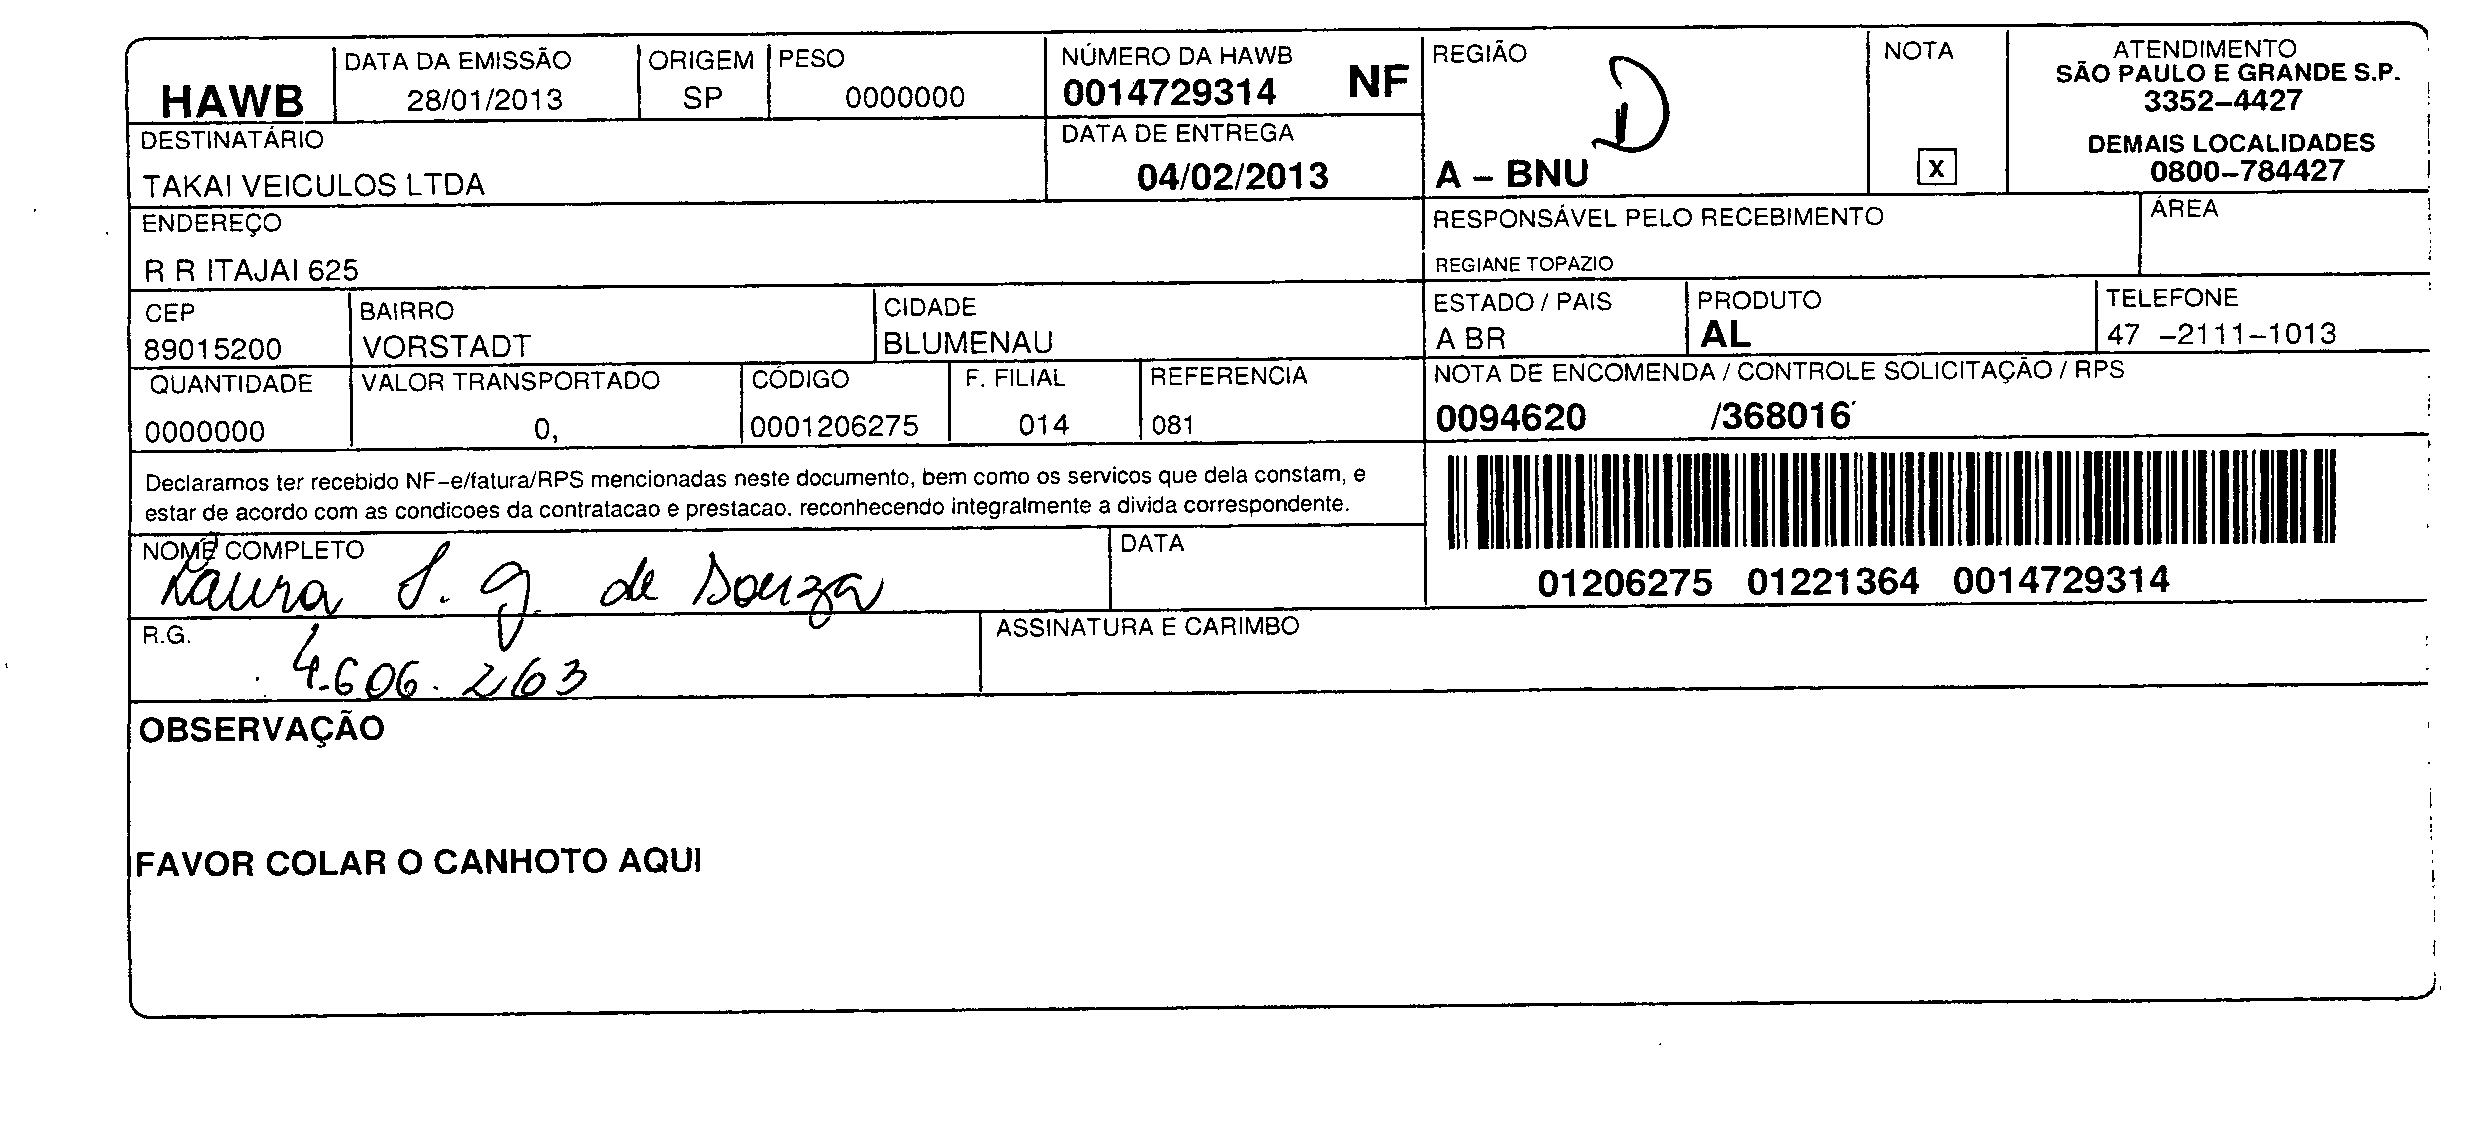 HAWB
DATA DA EMISSÃO
28/01/2013
ORIGEM
SP
PESO
0000000
NÚMERO DA HAWB
0014729314 NF
REGIÃO
D
A – BNU
NOTA
X
ATENDIMENTO
SÃO PAULO E GRANDE S.P.
3352–4427
DEMAIS LOCALIDADES
0800–784427
DESTINATÁRIO
TAKAI VEICULOS LTDA
DATA DE ENTREGA
04/02/2013
ENDEREÇO
R R ITAJAI 625
RESPONSÁVEL PELO RECEBIMENTO
REGIANE TOPAZIO
ÁREA
CEP
89015200
BAIRRO
VORSTADT
CIDADE
BLUMENAU
ESTADO / PAIS
A BR
PRODUTO
AL
TELEFONE
47 –2111–1013
QUANTIDADE
0000000
VALOR TRANSPORTADO
0,
CÓDIGO
0001206275
F. FILIAL
014
REFERENCIA
081
NOTA DE ENCOMENDA / CONTROLE SOLICITAÇÃO / RPS
0094620 /368016
Declaramos ter recebido NF–e/fatura/RPS mencionadas neste documento, bem como os servicos que dela constam, e
estar de acordo com as condicoes da contratacao e prestacao. reconhecendo integralmente a divida correspondente.
01206275 01221364 0014729314
NOME COMPLETO
Laura S. g. de Souza
DATA
R.G.
4.606.263
ASSINATURA E CARIMBO
OBSERVAÇÃO
FAVOR COLAR O CANHOTO AQUI